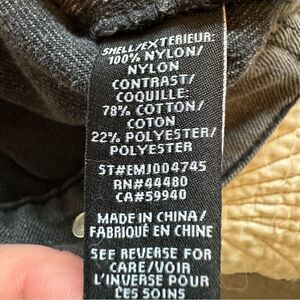 SHELL/EXTERIEUR:
100% NYLON/
NYLON
CONTRAST/
COQUILLE:
78% COTTON/
COTON
22% POLYESTER/
POLYESTER
ST#EMJ004745
RN#44480
CA#59940
MADE IN CHINA/
FABRIQUÉ EN CHINE
SEE REVERSE FOR
CARE/VOIR
L'INVERSE POUR
LES SOINS